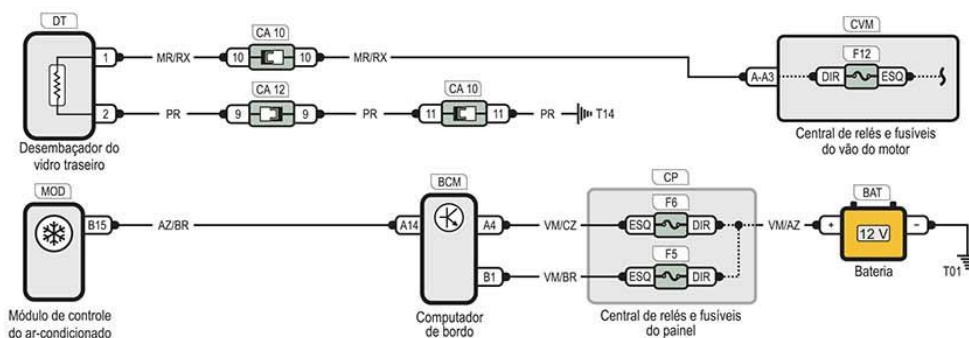 DT
CA 10
CVM
1 MR/RX 10 10 MR/RX
F12
A-A3 DIR ESQ
CA 12
CA 10
2 PR 9 9 PR 11 11 PR T14
Desembaçador do
vidro traseiro
Central de relés e fusíveis
do vão do motor
MOD
BCM
CP
BAT
F6
B15 AZ/BR A14 A4 VM/CZ ESQ DIR VM/AZ + 12 V −
F5
B1 VM/BR ESQ DIR
Bateria
T01
Módulo de controle
do ar-condicionado
Computador
de bordo
Central de relés e fusíveis
do painel